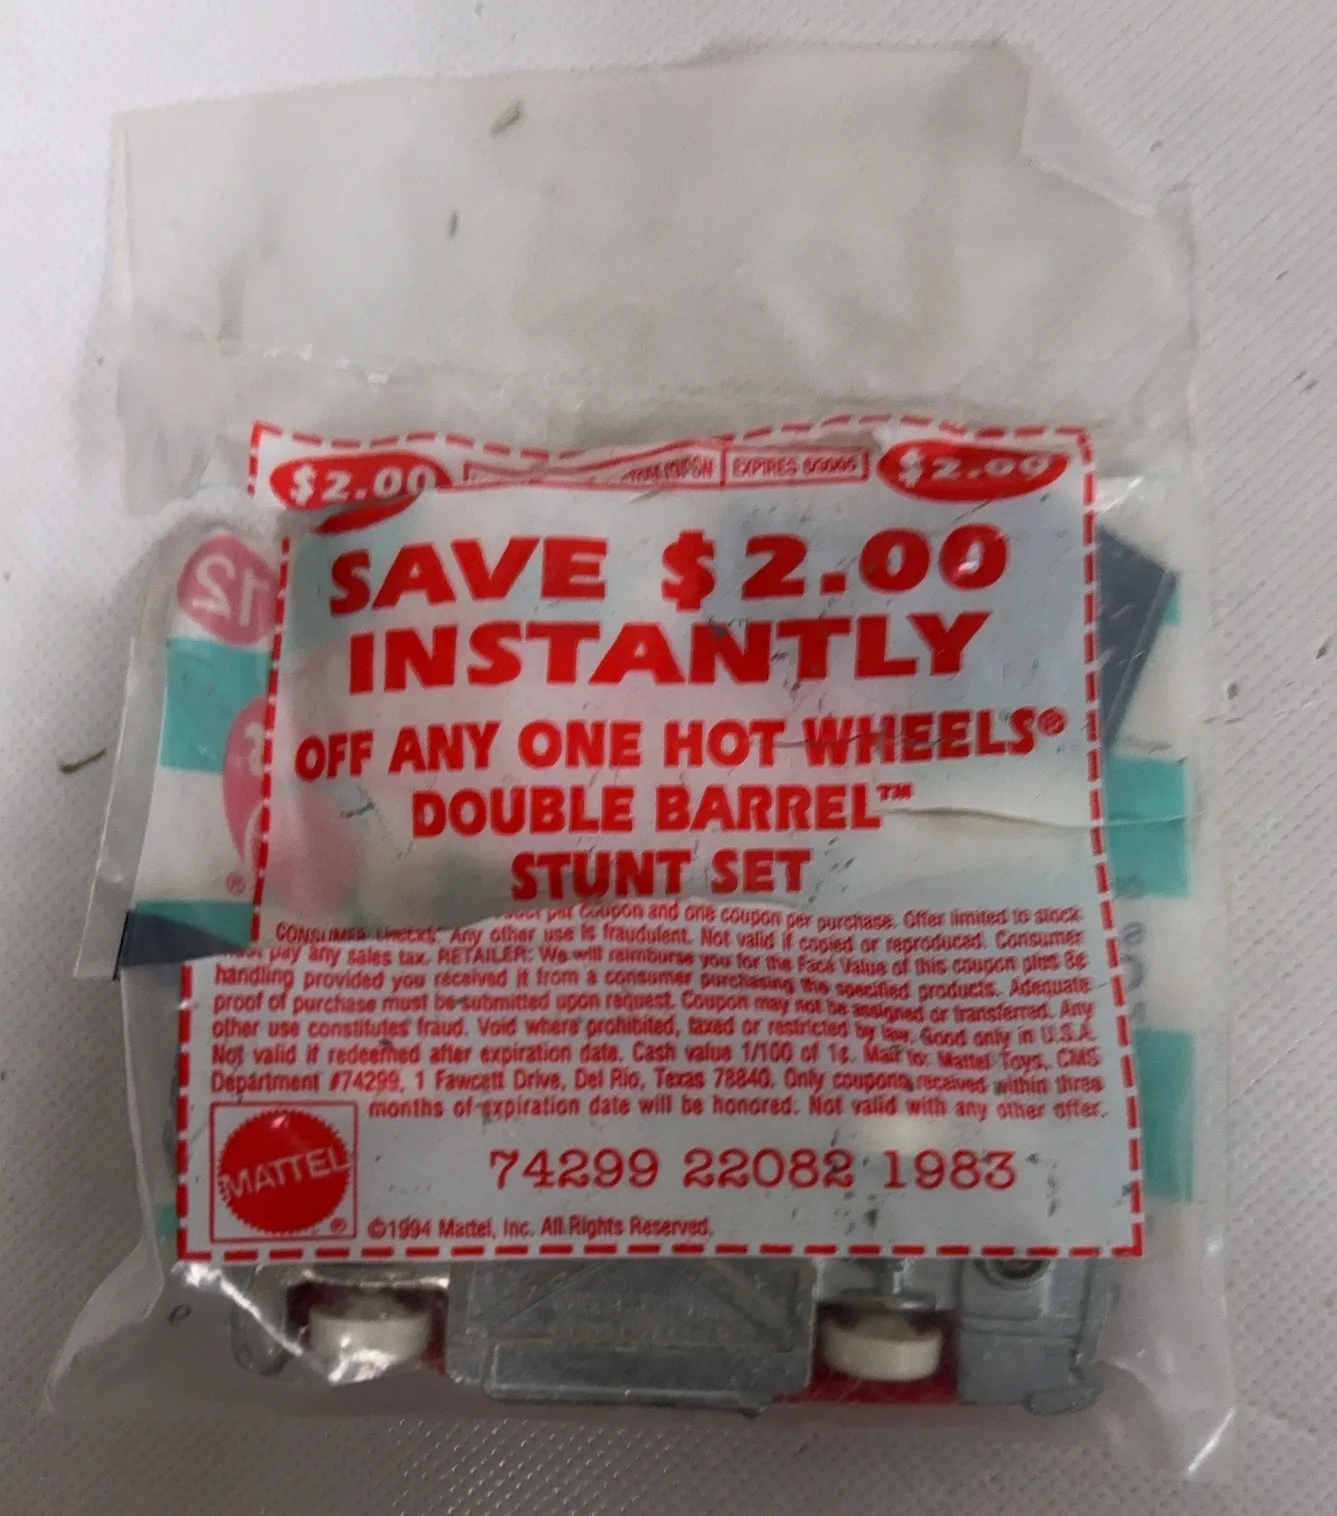 $2.00 COUPON EXPIRES $2.00
SAVE $2.00
INSTANTLY
OFF ANY ONE HOT WHEELS®
DOUBLE BARREL™
STUNT SET
per coupon and one coupon per purchase. Offer limited to stock
CONSUMER: Any other use is fraudulent. Not valid if copied or reproduced. Consumer
pay any sales tax. RETAILER: We will reimburse you for the Face Value of this coupon plus 8¢
handling provided you received it from a consumer purchasing the specified products. Adequate
proof of purchase must be submitted upon request. Coupon may not be assigned or transferred. Any
other use constitutes fraud. Void where prohibited, taxed or restricted by law. Good only in U.S.A.
Not valid if redeemed after expiration date. Cash value 1/100 of 1¢. Mail to: Mattel Toys, CMS
Department #74299, 1 Fawcett Drive, Del Rio, Texas 78840. Only coupons received within three
months of expiration date will be honored. Not valid with any other offer.
MATTEL ®
74299 22082 1983
©1994 Mattel, Inc. All Rights Reserved.
12
®